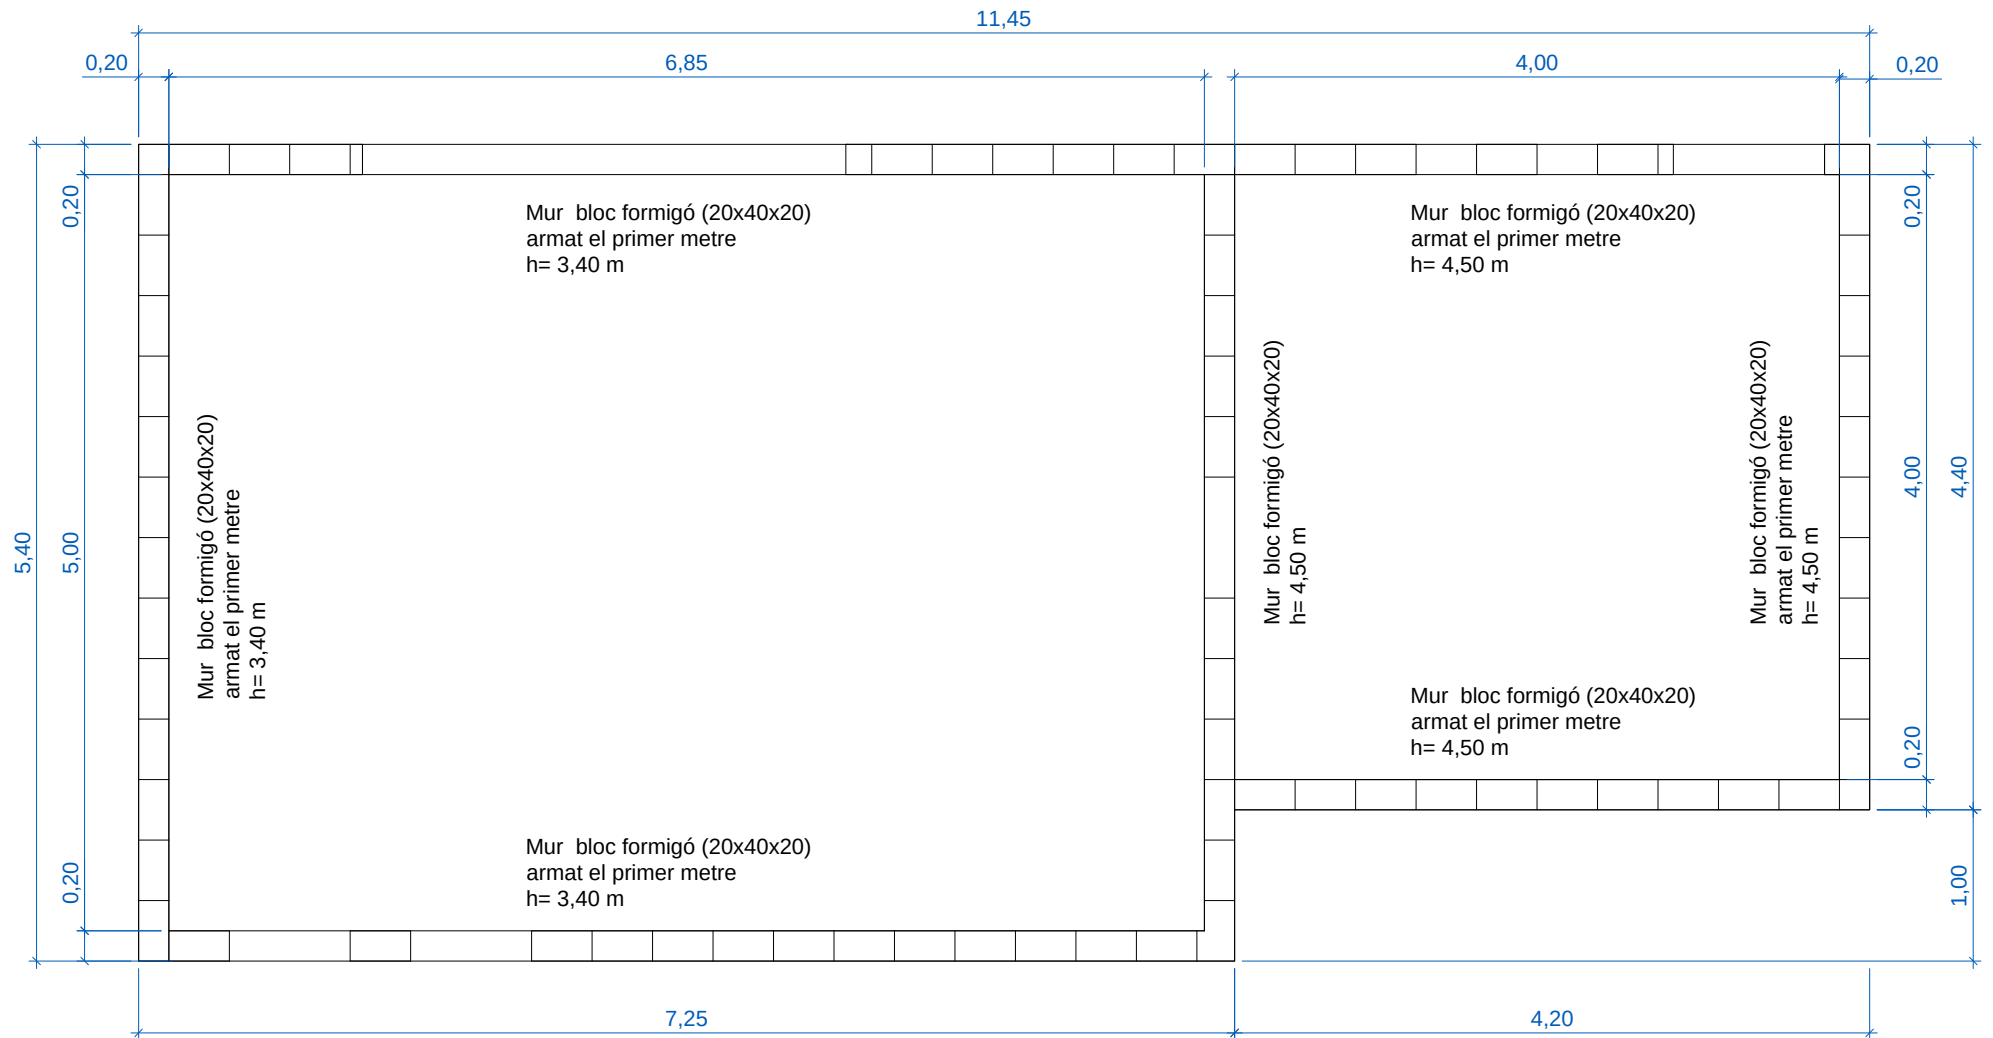 11,45
0,20
6,85
4,00
0,20
Mur bloc formigó (20x40x20)
armat el primer metre
h= 3,40 m
Mur bloc formigó (20x40x20)
armat el primer metre
h= 4,50 m
0,20
5,00
0,20
5,40
Mur bloc formigó (20x40x20)
armat el primer metre
h= 3,40 m
Mur bloc formigó (20x40x20)
h= 4,50 m
Mur bloc formigó (20x40x20)
armat el primer metre
h= 4,50 m
0,20
4,00
0,20
4,40
1,00
Mur bloc formigó (20x40x20)
armat el primer metre
h= 4,50 m
Mur bloc formigó (20x40x20)
armat el primer metre
h= 3,40 m
7,25
4,20